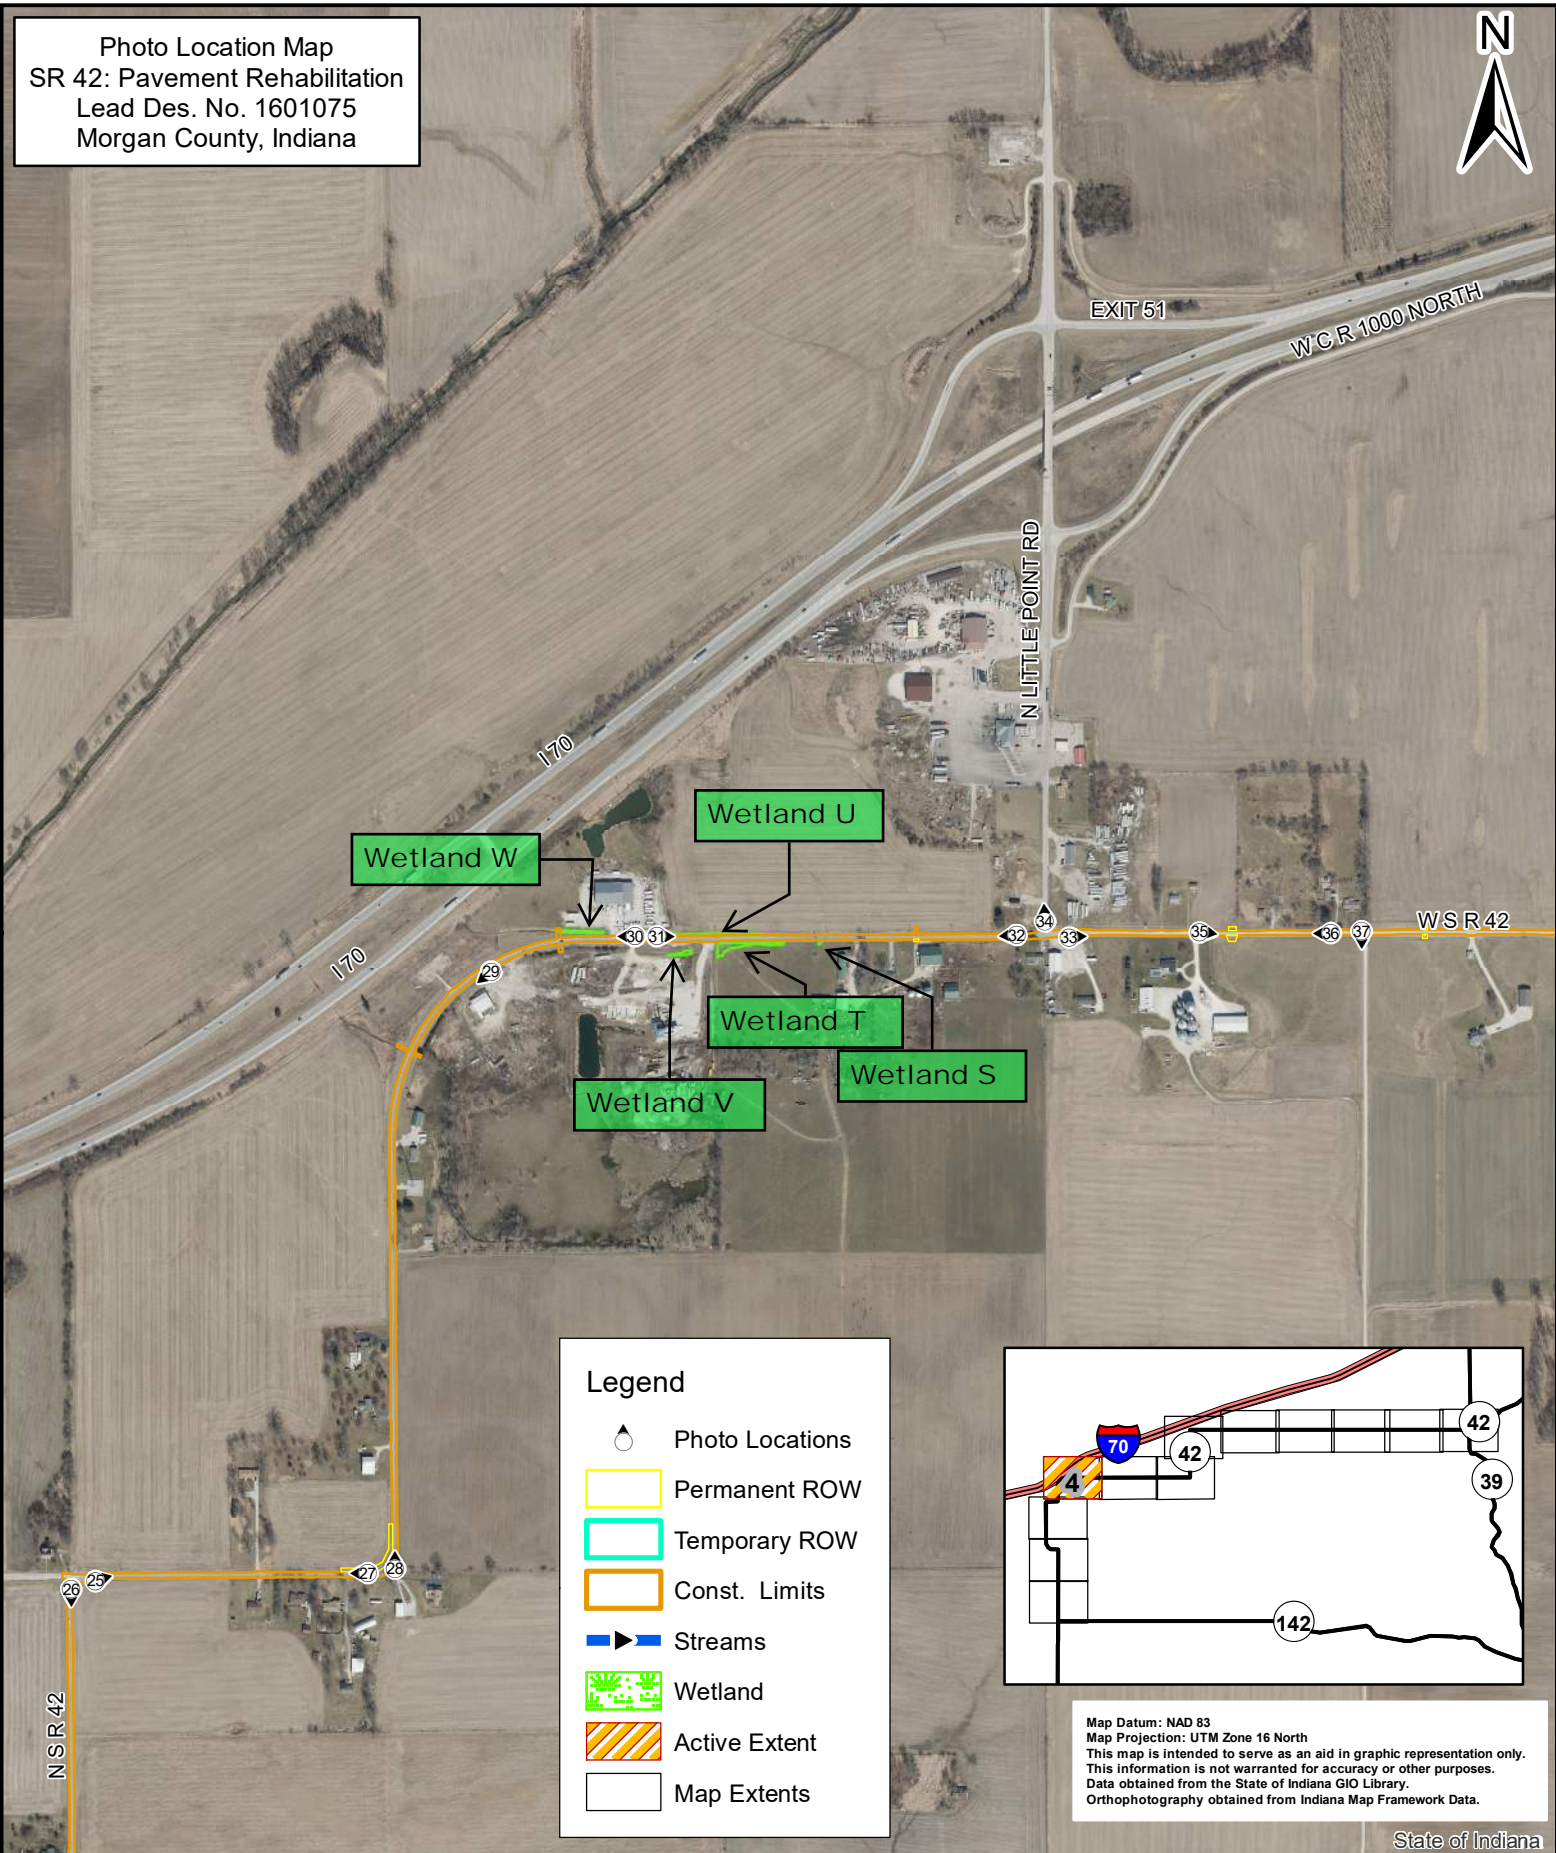 Photo Location Map
SR 42: Pavement Rehabilitation
Lead Des. No. 1601075
Morgan County, Indiana
N
EXIT 51
W C R 1000 NORTH
N LITTLE POINT RD
I 70
Wetland U
Wetland W
34
W S R 42
30
31
32
33
35
36
37
I 70
29
Wetland T
Wetland S
Wetland V
Legend
Photo Locations
Permanent ROW
Temporary ROW
Const. Limits
Streams
Wetland
Active Extent
Map Extents
70
42
42
4
39
142
28
27
25
26
N S R 42
Map Datum: NAD 83
Map Projection: UTM Zone 16 North
This map is intended to serve as an aid in graphic representation only.
This information is not warranted for accuracy or other purposes.
Data obtained from the State of Indiana GIO Library.
Orthophotography obtained from Indiana Map Framework Data.
State of Indiana